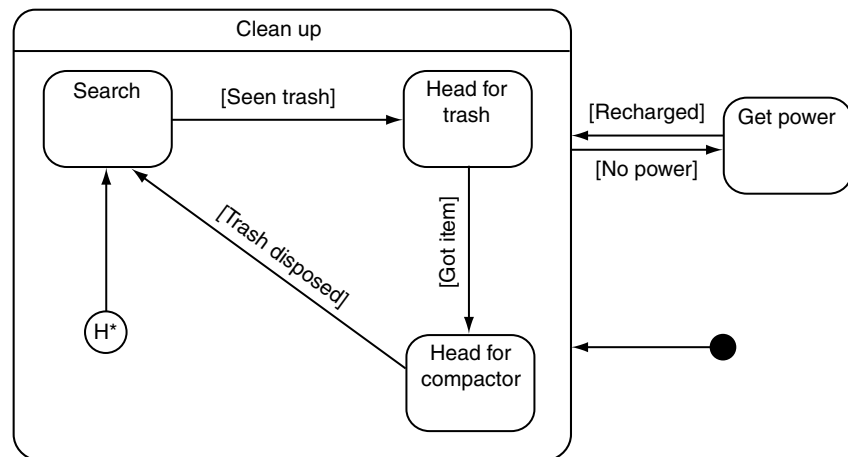 Clean up
Search
[Seen trash]
Head for
trash
[Recharged]
Get power
[No power]
[Trash disposed]
[Got item]
H*
Head for
compactor